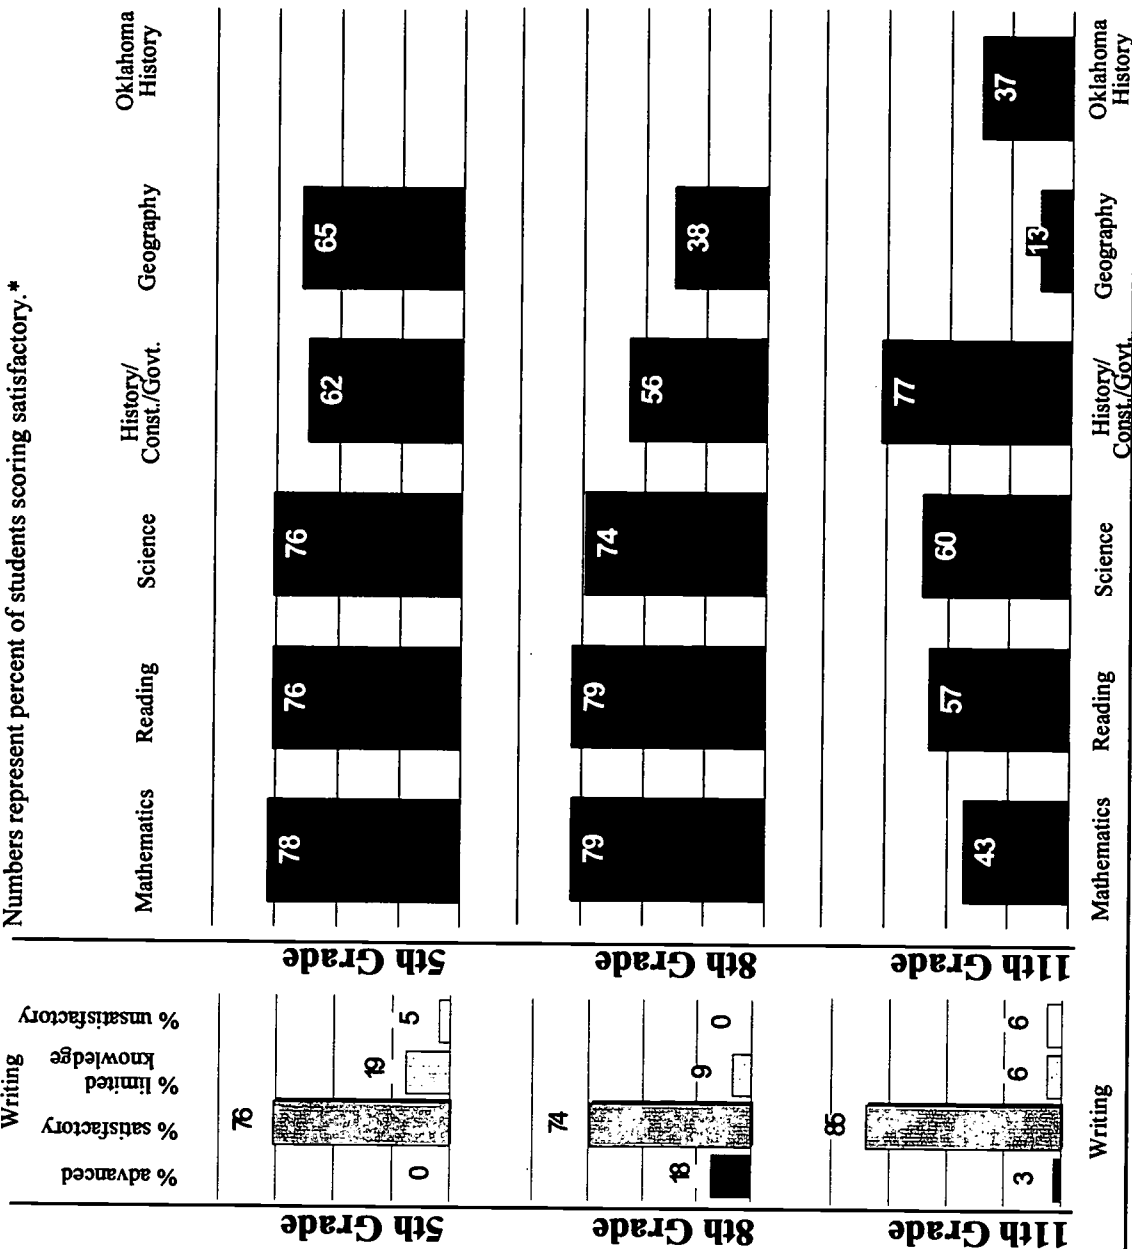 Numbers represent percent of students scoring satisfactory.*
Writing
% advanced
% satisfactory
% limited
knowledge
% unsatisfactory
Mathematics
Reading
Science
History/
Const./Govt.
Geography
Oklahoma
History
5th Grade
0
76
19
5
5th Grade
78
76
76
62
65
8th Grade
18
74
9
0
8th Grade
79
79
74
56
38
11th Grade
3
85
6
6
11th Grade
43
57
60
77
13
37
Writing
Mathematics
Reading
Science
History/
Const./Govt.
Geography
Oklahoma
History